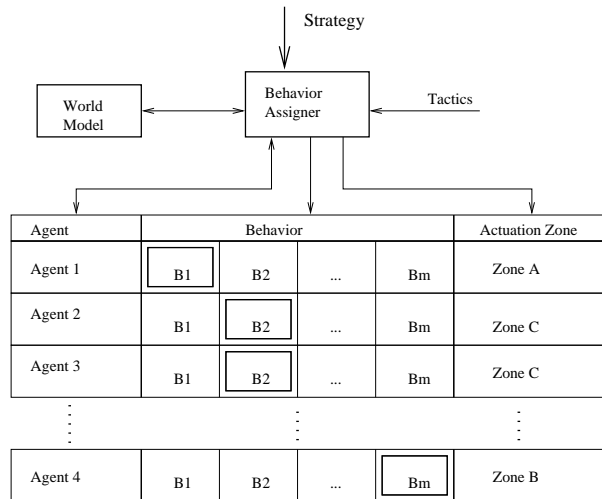 Strategy
World
Model
Behavior
Assigner
Tactics
Agent Behavior Actuation Zone
Agent 1 B1 B2 ... Bm Zone A
Agent 2 B1 B2 ... Bm Zone C
Agent 3 B1 B2 ... Bm Zone C
Agent 4 B1 B2 ... Bm Zone B